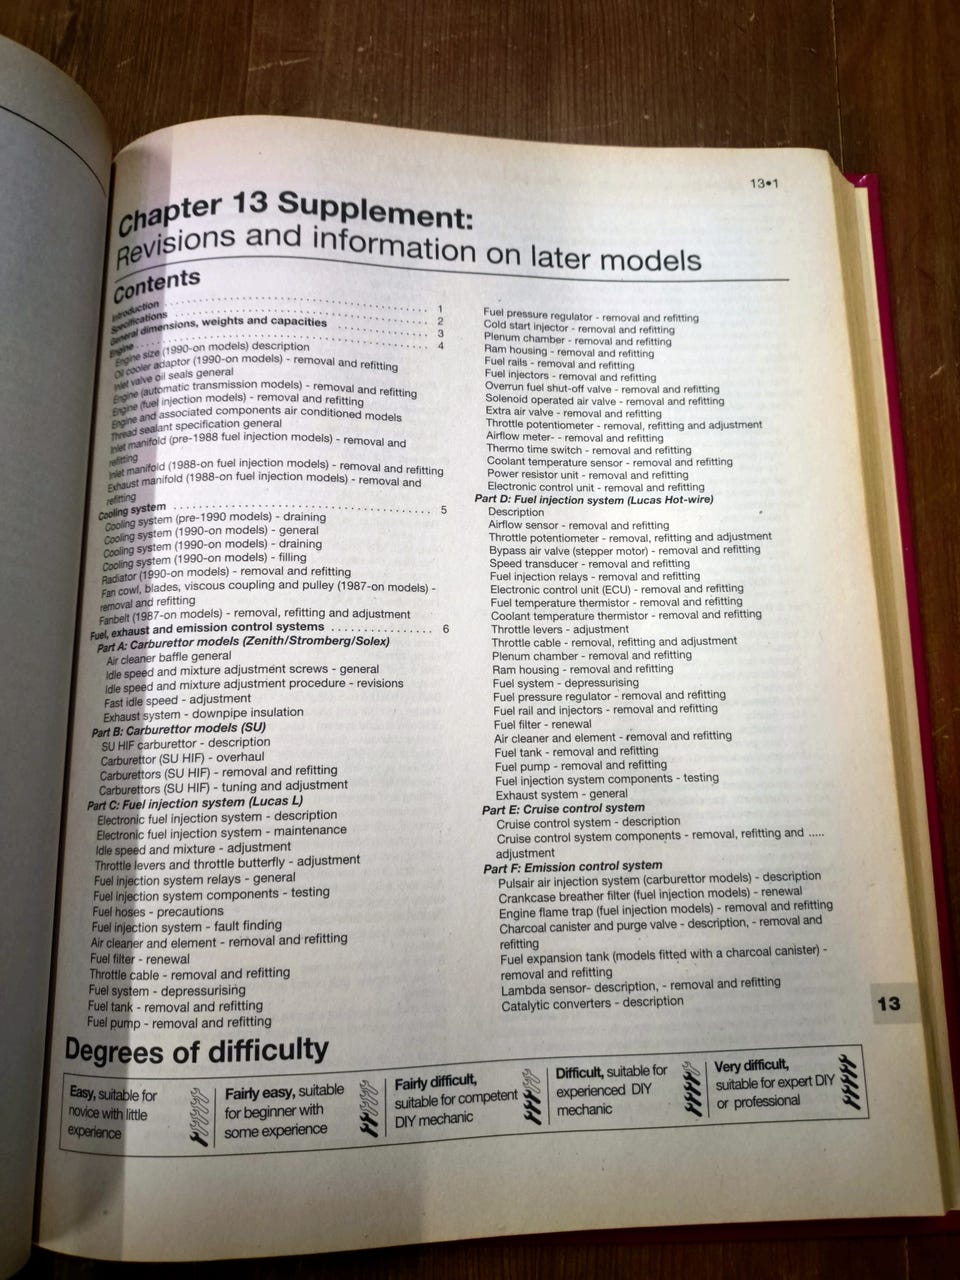 13•1
Chapter 13 Supplement:
Revisions and information on later models
Contents
Introduction . . . . . . . . . . . . . . . . . . . . . . . . . . . . . . . . . . . . 1
Specifications . . . . . . . . . . . . . . . . . . . . . . . . . . . . . . . . . . . 2
General dimensions, weights and capacities . . . . . . . . . . . . 3
Engine . . . . . . . . . . . . . . . . . . . . . . . . . . . . . . . . . . . . . . . . 4
Engine size (1990-on models) description
Oil cooler adaptor (1990-on models) - removal and refitting
Inlet valve oil seals general
Engine (automatic transmission models) - removal and refitting
Engine (fuel injection models) - removal and refitting
Engine and associated components air conditioned models
Thread sealant specification general
Inlet manifold (pre-1988 fuel injection models) - removal and
refitting
Inlet manifold (1988-on fuel injection models) - removal and refitting
Exhaust manifold (1988-on fuel injection models) - removal and
refitting
Cooling system . . . . . . . . . . . . . . . . . . . . . . . . . . . . . . . . . 5
Cooling system (pre-1990 models) - draining
Cooling system (1990-on models) - general
Cooling system (1990-on models) - draining
Cooling system (1990-on models) - filling
Radiator (1990-on models) - removal and refitting
Fan cowl, blades, viscous coupling and pulley (1987-on models) -
removal and refitting
Fanbelt (1987-on models) - removal, refitting and adjustment
Fuel, exhaust and emission control systems . . . . . . . . . . . . . . . 6
Part A: Carburettor models (Zenith/Stromberg/Solex)
Air cleaner baffle general
Idle speed and mixture adjustment screws - general
Idle speed and mixture adjustment procedure - revisions
Fast idle speed - adjustment
Exhaust system - downpipe insulation
Part B: Carburettor models (SU)
SU HIF carburettor - description
Carburettor (SU HIF) - overhaul
Carburettors (SU HIF) - removal and refitting
Carburettors (SU HIF) - tuning and adjustment
Part C: Fuel injection system (Lucas L)
Electronic fuel injection system - description
Electronic fuel injection system - maintenance
Idle speed and mixture - adjustment
Throttle levers and throttle butterfly - adjustment
Fuel injection system relays - general
Fuel injection system components - testing
Fuel hoses - precautions
Fuel injection system - fault finding
Air cleaner and element - removal and refitting
Fuel filter - renewal
Throttle cable - removal and refitting
Fuel system- depressurising
Fuel tank - removal and refitting
Fuel pump - removal and refitting
Fuel pressure regulator - removal and refitting
Cold start injector - removal and refitting
Plenum chamber - removal and refitting
Ram housing - removal and refitting
Fuel rails - removal and refitting
Fuel injectors - removal and refitting
Overrun fuel shut-off valve - removal and refitting
Solenoid operated air valve - removal and refitting
Extra air valve - removal and refitting
Throttle potentiometer - removal, refitting and adjustment
Airflow meter- - removal and refitting
Thermo time switch - removal and refitting
Coolant temperature sensor - removal and refitting
Power resistor unit - removal and refitting
Electronic control unit - removal and refitting
Part D: Fuel injection system (Lucas Hot-wire)
Description
Airflow sensor - removal and refitting
Throttle potentiometer - removal, refitting and adjustment
Bypass air valve (stepper motor) - removal and refitting
Speed transducer - removal and refitting
Fuel injection relays - removal and refitting
Electronic control unit (ECU) - removal and refitting
Fuel temperature thermistor - removal and refitting
Coolant temperature thermistor - removal and refitting
Throttle levers - adjustment
Throttle cable - removal, refitting and adjustment
Plenum chamber - removal and refitting
Ram housing - removal and refitting
Fuel system - depressurising
Fuel pressure regulator - removal and refitting
Fuel rail and injectors - removal and refitting
Fuel filter - renewal
Air cleaner and element - removal and refitting
Fuel tank - removal and refitting
Fuel pump - removal and refitting
Fuel injection system components - testing
Exhaust system - general
Part E: Cruise control system
Cruise control system - description
Cruise control system components - removal, refitting and .....
adjustment
Part F: Emission control system
Pulsair air injection system (carburettor models) - description
Crankcase breather filter (fuel injection models) - renewal
Engine flame trap (fuel injection models) - removal and refitting
Charcoal canister and purge valve - description, - removal and
refitting
Fuel expansion tank (models fitted with a charcoal canister) -
removal and refitting
Lambda sensor- description, - removal and refitting
Catalytic converters - description
13
Degrees of difficulty
Easy, suitable for
novice with little
experience
Fairly easy, suitable
for beginner with
some experience
Fairly difficult,
suitable for competent
DIY mechanic
Difficult, suitable for
experienced DIY
mechanic
Very difficult,
suitable for expert DIY
or professional